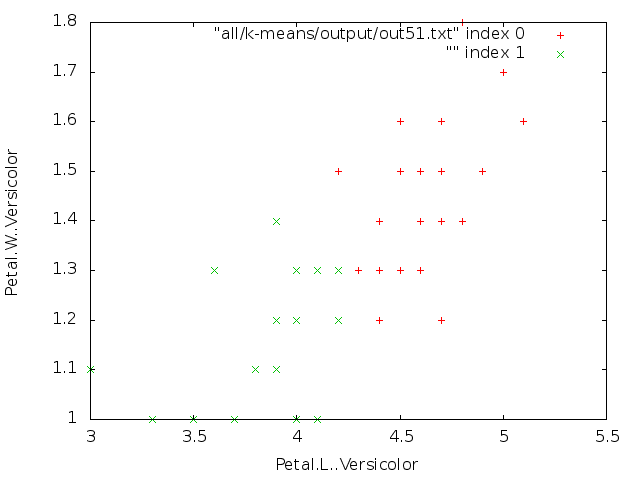 "all/k-means/output/out51.txt" index 0
"" index 1
1.8
1.7
1.6
1.5
1.4
1.3
1.2
1.1
1
Petal.W..Versicolor
3 3.5 4 4.5 5 5.5
Petal.L..Versicolor